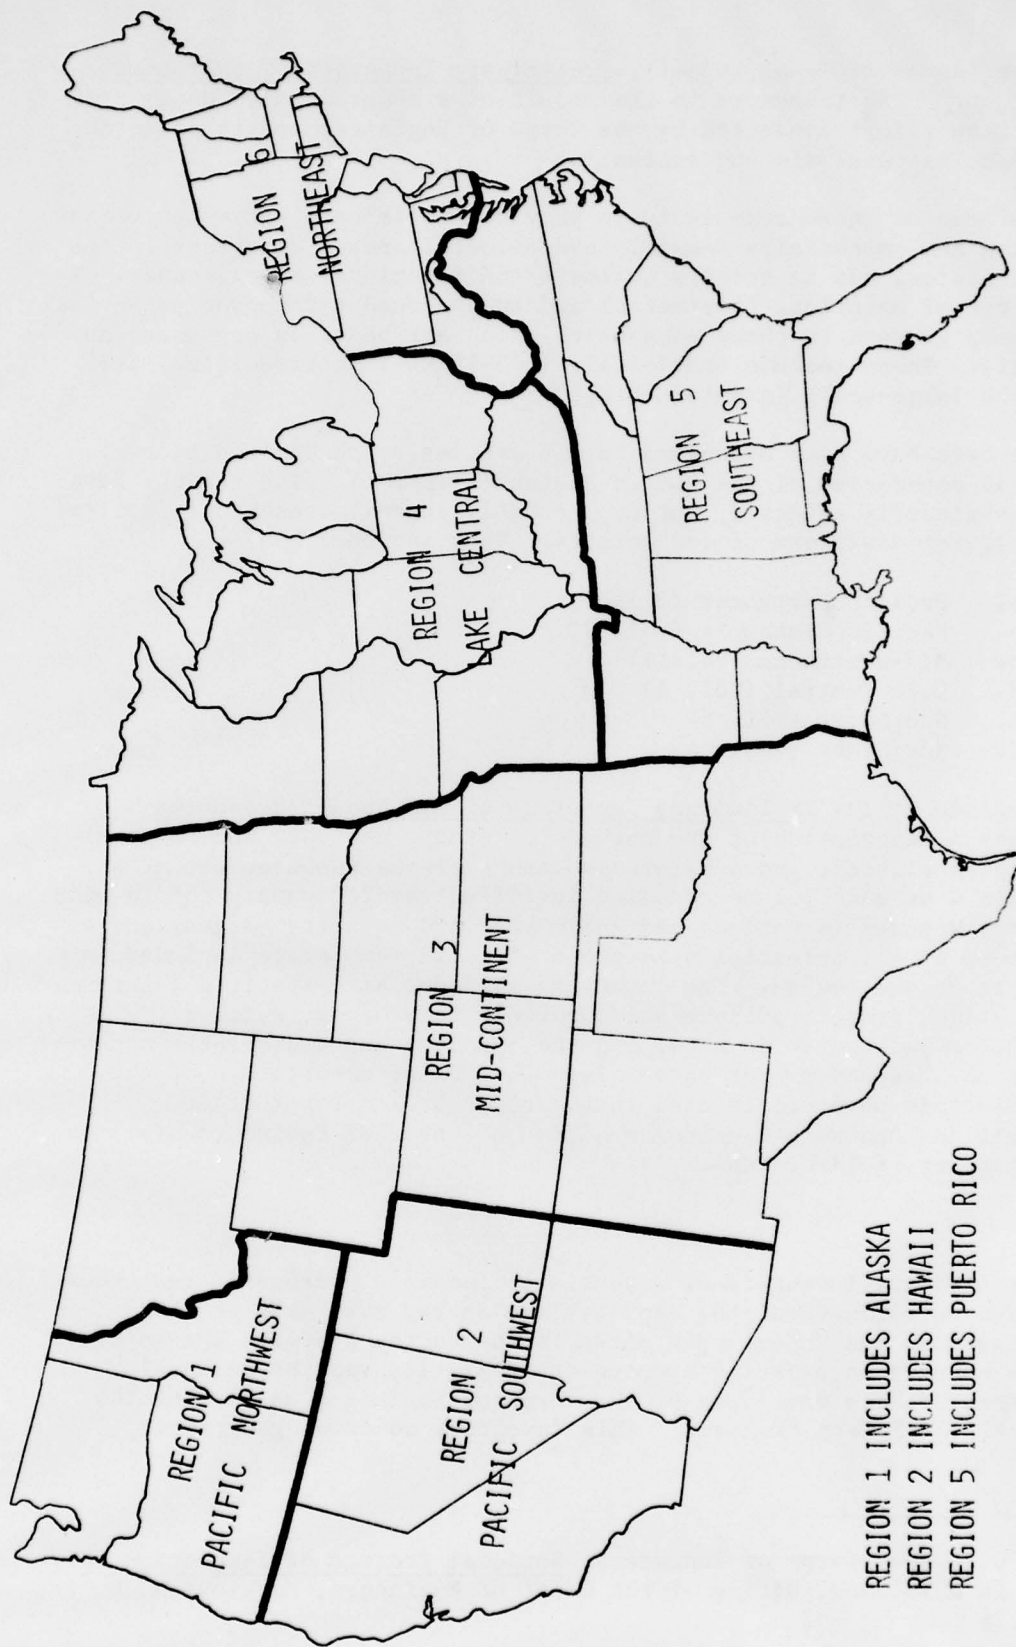 REGION 1
PACIFIC NORTHWEST
REGION 2
PACIFIC SOUTHWEST
REGION 3
MID-CONTINENT
REGION 4
LAKE CENTRAL
REGION 5
SOUTHEAST
REGION 6
NORTHEAST
REGION 1 INCLUDES ALASKA
REGION 2 INCLUDES HAWAII
REGION 5 INCLUDES PUERTO RICO